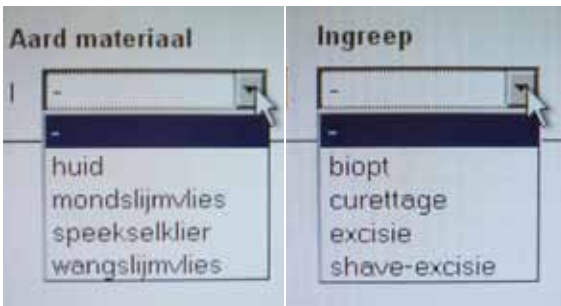 Aard materiaal
-
-
huid
mondslijmvlies
speekselklier
wangslijmvlies
Ingreep
-
-
biopt
curettage
excisie
shave-excisie